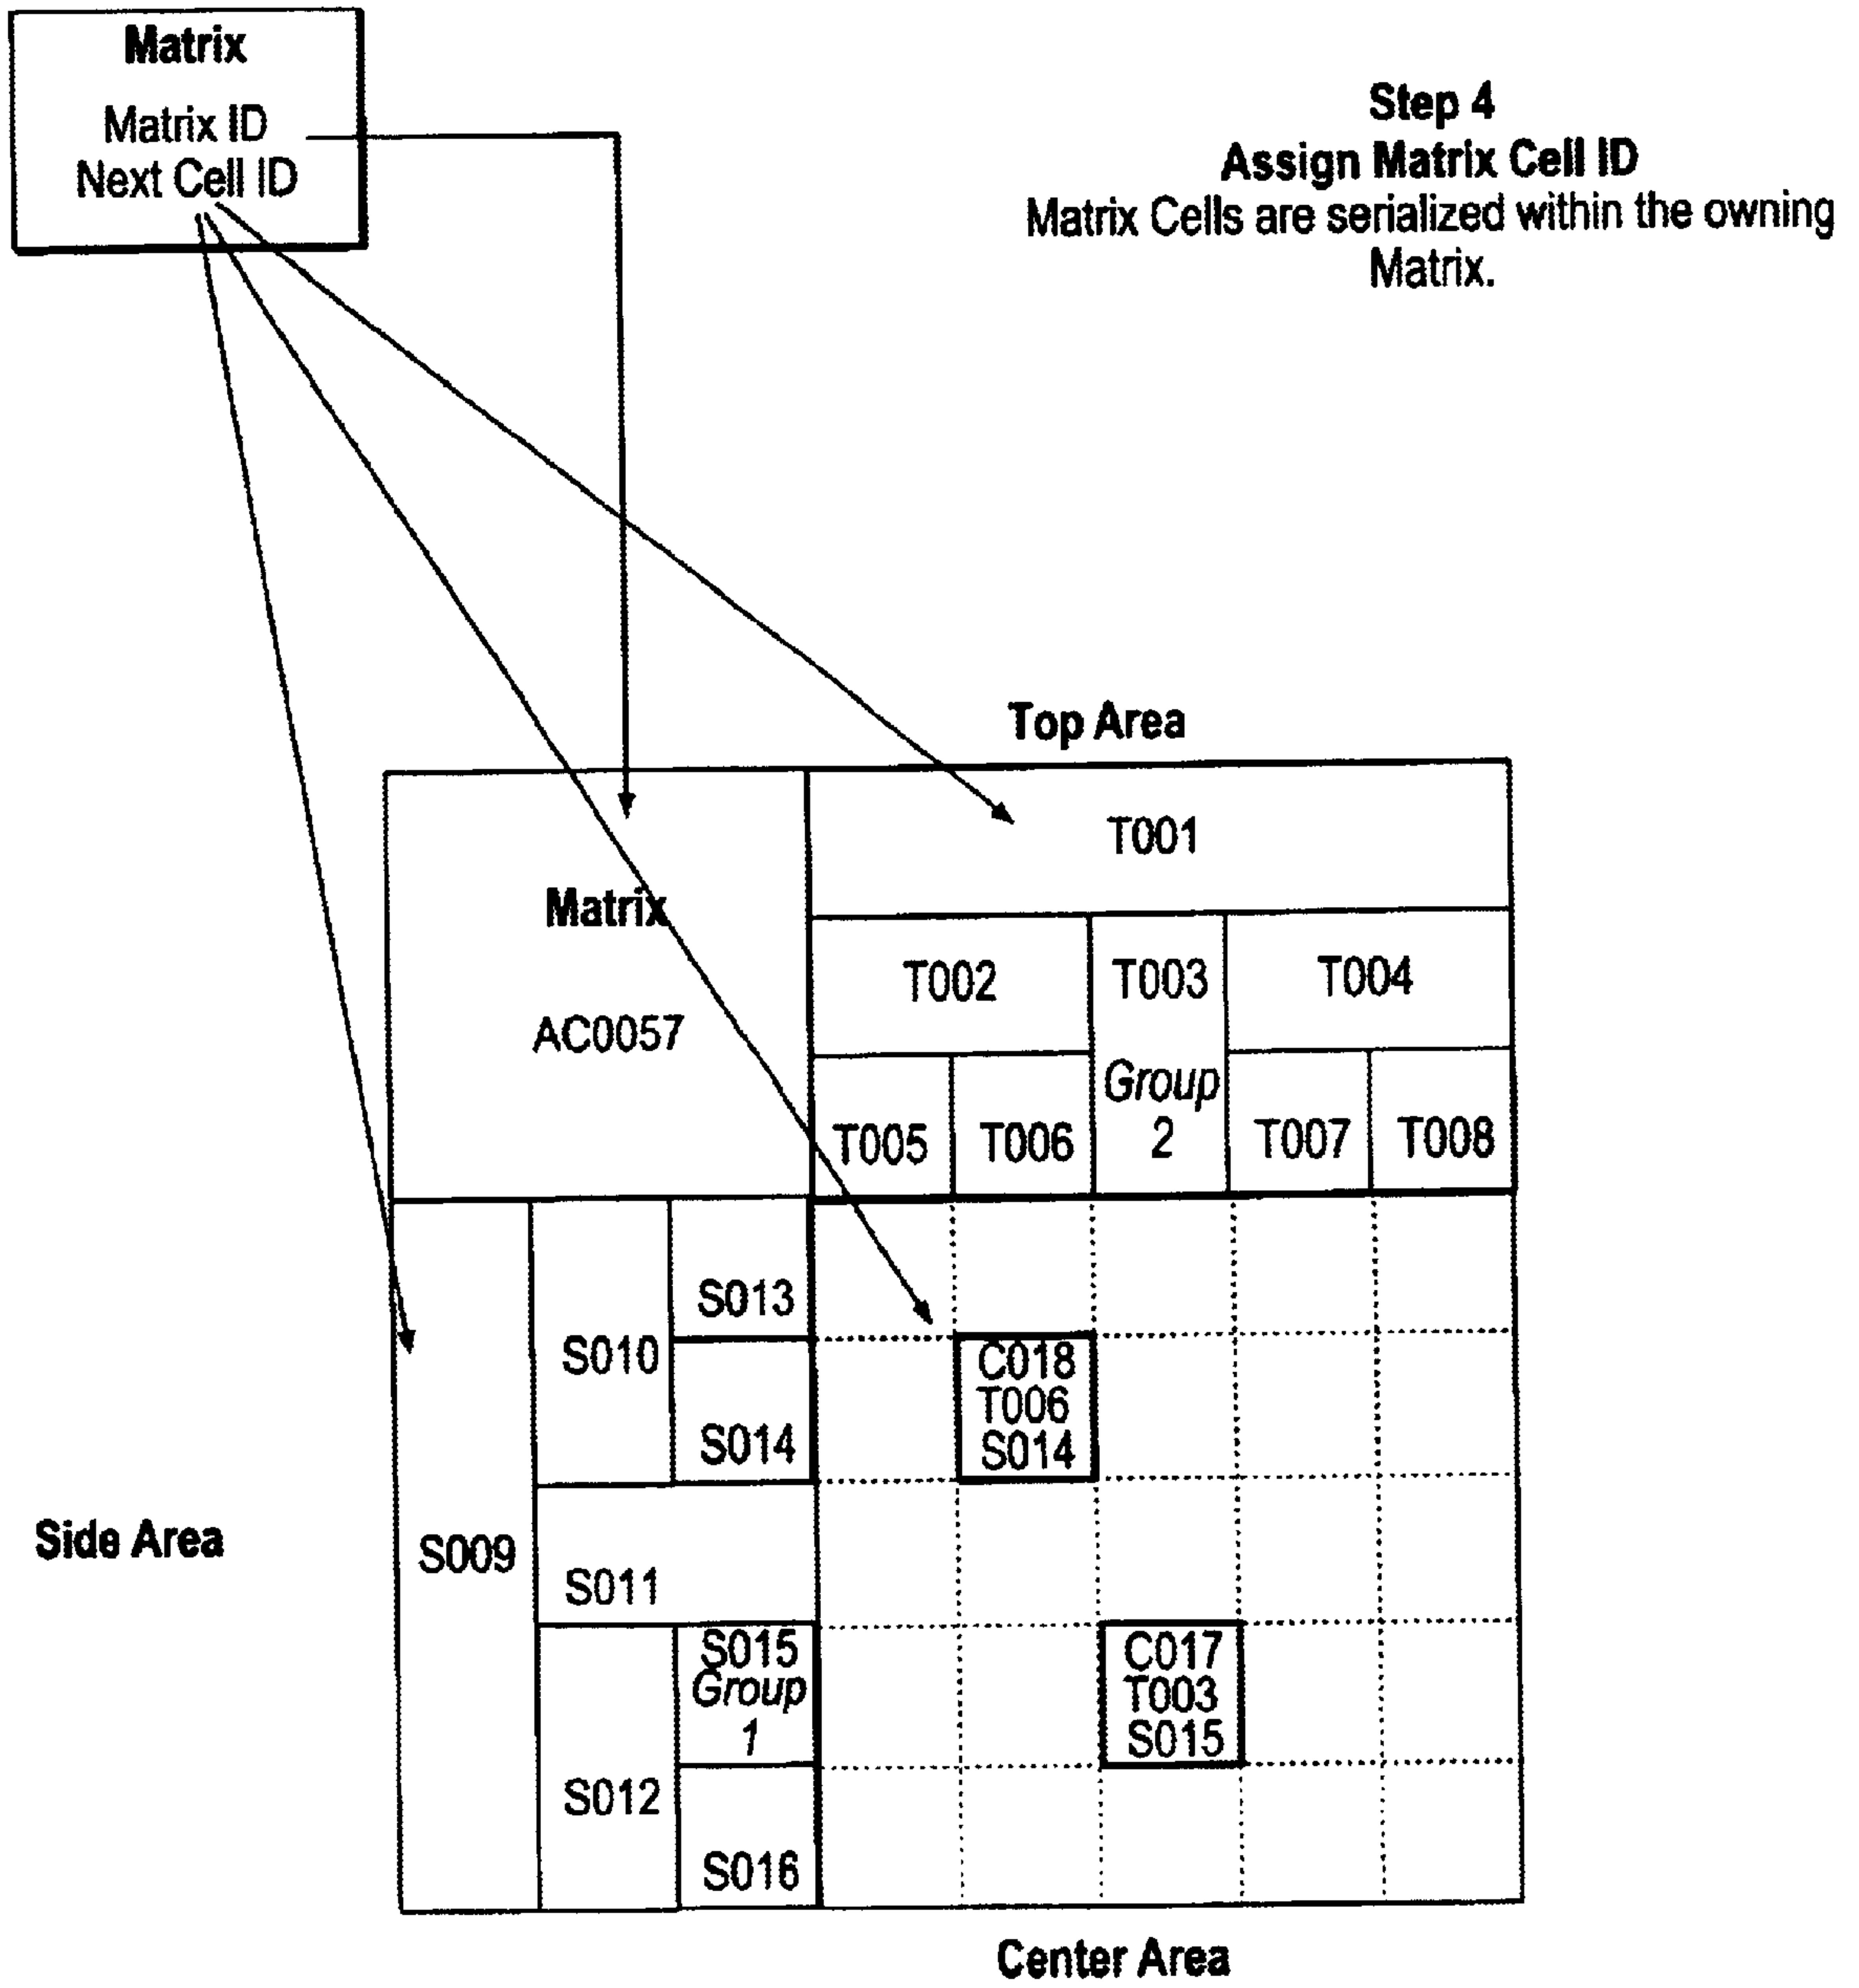 Matrix
Matrix ID
Next Cell ID
Step 4
Assign Matrix Cell ID
Matrix Cells are serialized within the owning
Matrix.
Top Area
T001
Matrix
AC0057
T002
T003
T004
Group
2
T005
T006
T007
T008
S013
S010
S014
C018
T006
S014
Side Area
S009
S011
S015
Group
1
S012
S016
C017
T003
S015
Center Area